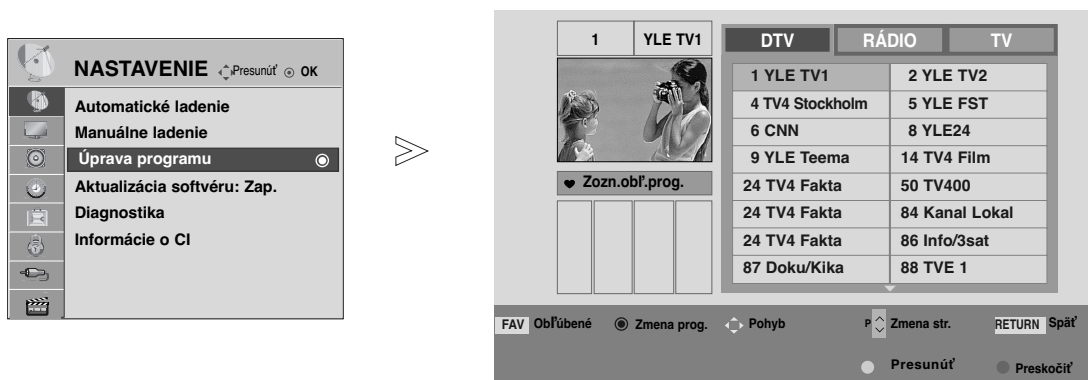 NASTAVENIE Presunúť OK
Automatické ladenie
Manuálne ladenie
Úprava programu
Aktualizácia softvéru: Zap.
Diagnostika
Informácie o CI
1 YLE TV1
Zozn.obľ.prog.
DTV RÁDIO TV
1 YLE TV1 2 YLE TV2
4 TV4 Stockholm 5 YLE FST
6 CNN 8 YLE24
9 YLE Teema 14 TV4 Film
24 TV4 Fakta 50 TV400
24 TV4 Fakta 84 Kanal Lokal
24 TV4 Fakta 86 Info/3sat
87 Doku/Kika 88 TVE 1
FAV Obľúbené Zmena prog. Pohyb P Zmena str. RETURN Späť
Presunúť Preskočiť